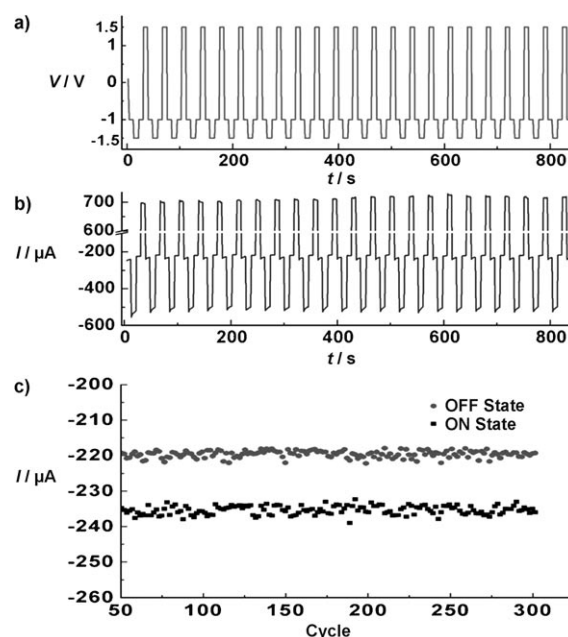 a)
1.5
1
V / V
0
-1
-1.5
0 200 400 600 800
t / s
b)
700
600
I / µA
-200
-400
-600
0 200 400 600 800
t / s
c)
-200
-210
OFF State
ON State
I / µA
-220
-230
-240
-250
-260
50 100 150 200 250 300
Cycle